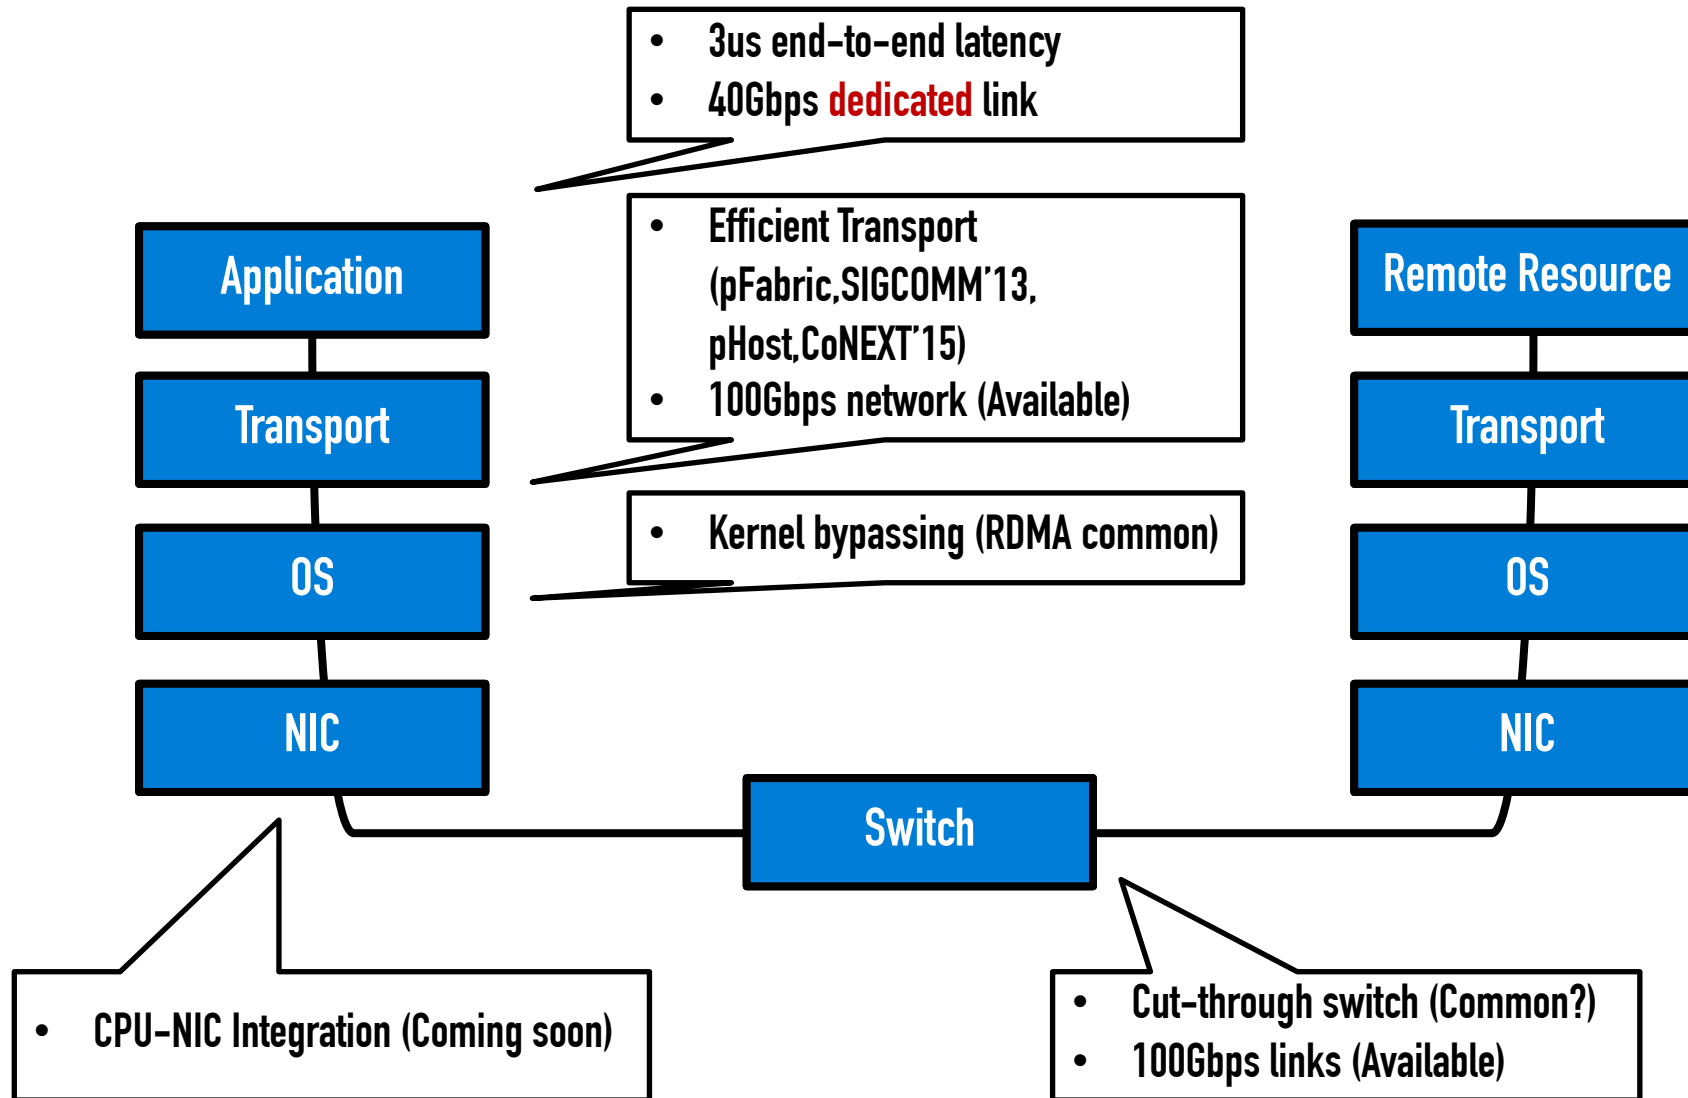 • 3us end-to-end latency
• 40Gbps dedicated link
• Efficient Transport
(pFabric,SIGCOMM’13,
pHost,CoNEXT’15)
• 100Gbps network (Available)
• Kernel bypassing (RDMA common)
Application
Transport
OS
NIC
Remote Resource
Transport
OS
NIC
Switch
• CPU-NIC Integration (Coming soon)
• Cut-through switch (Common?)
• 100Gbps links (Available)